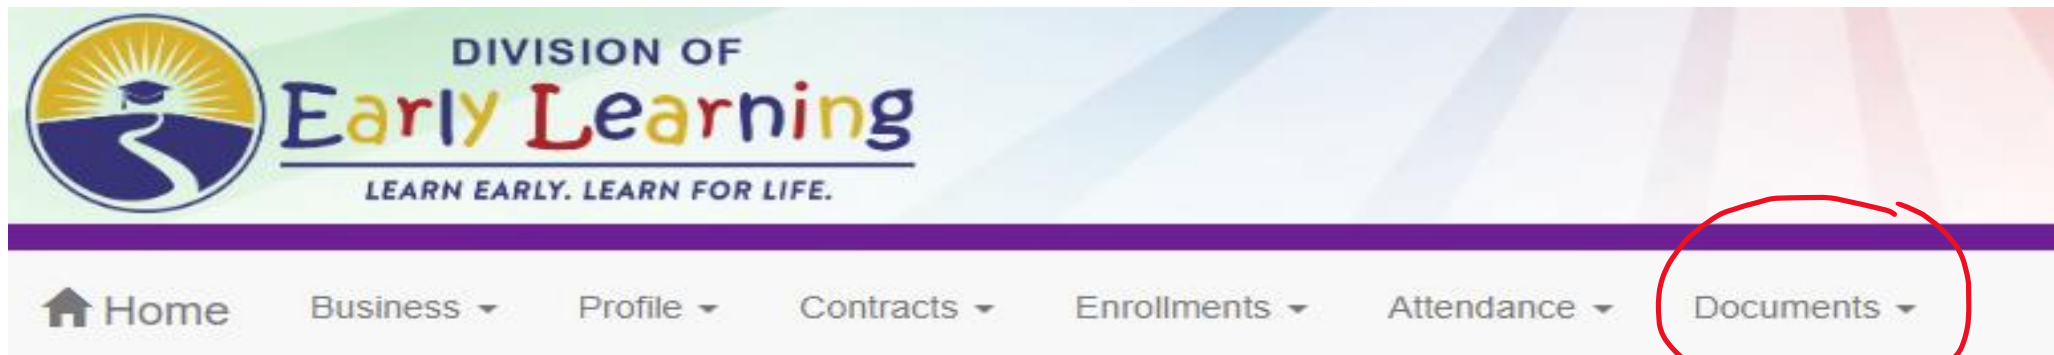 DIVISION OF
Early Learning
LEARN EARLY. LEARN FOR LIFE.
Home Business Profile Contracts Enrollments Attendance Documents